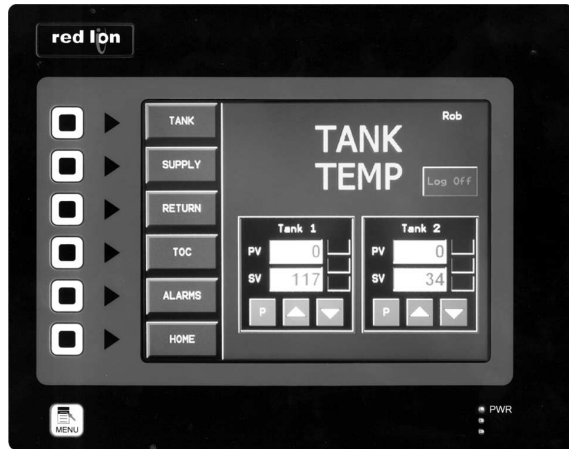 red lion
TANK
SUPPLY
RETURN
TOC
ALARMS
HOME
Rob
TANK
TEMP
Log Off
Tank 1
PV 0
SV 117
P
Tank 2
PV 0
SV 34
P
MENU
PWR